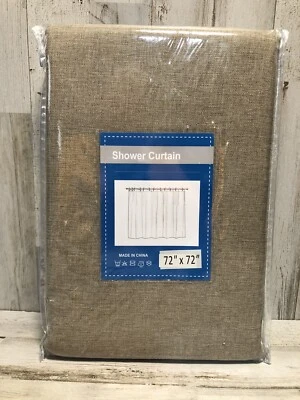 Shower Curtain
MADE IN CHINA
72" x 72"